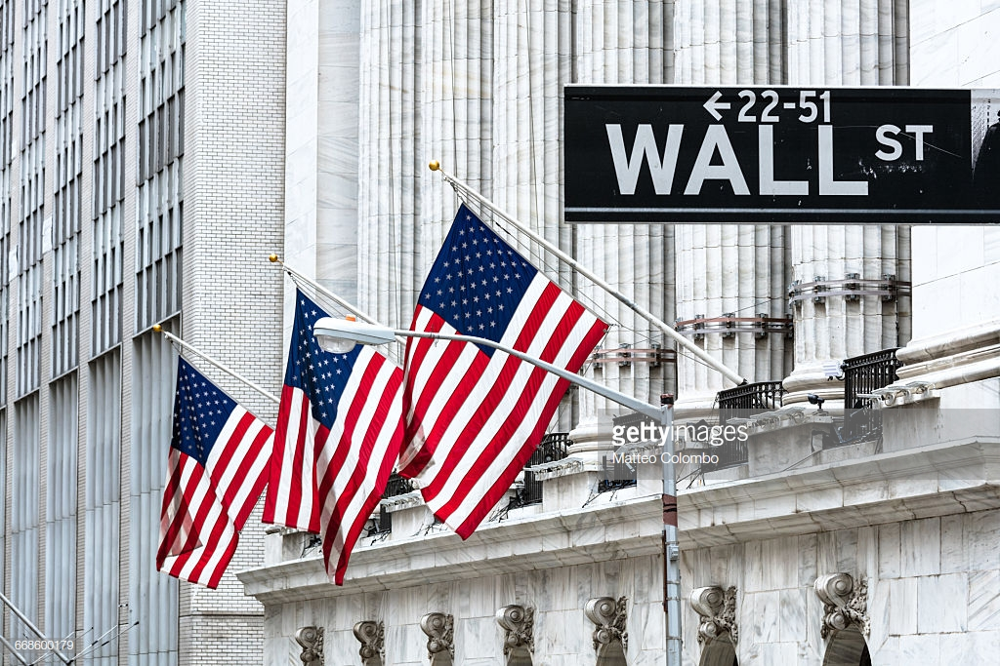 ←22-51
WALL ST
gettyimages
Matteo Colombo
668600179